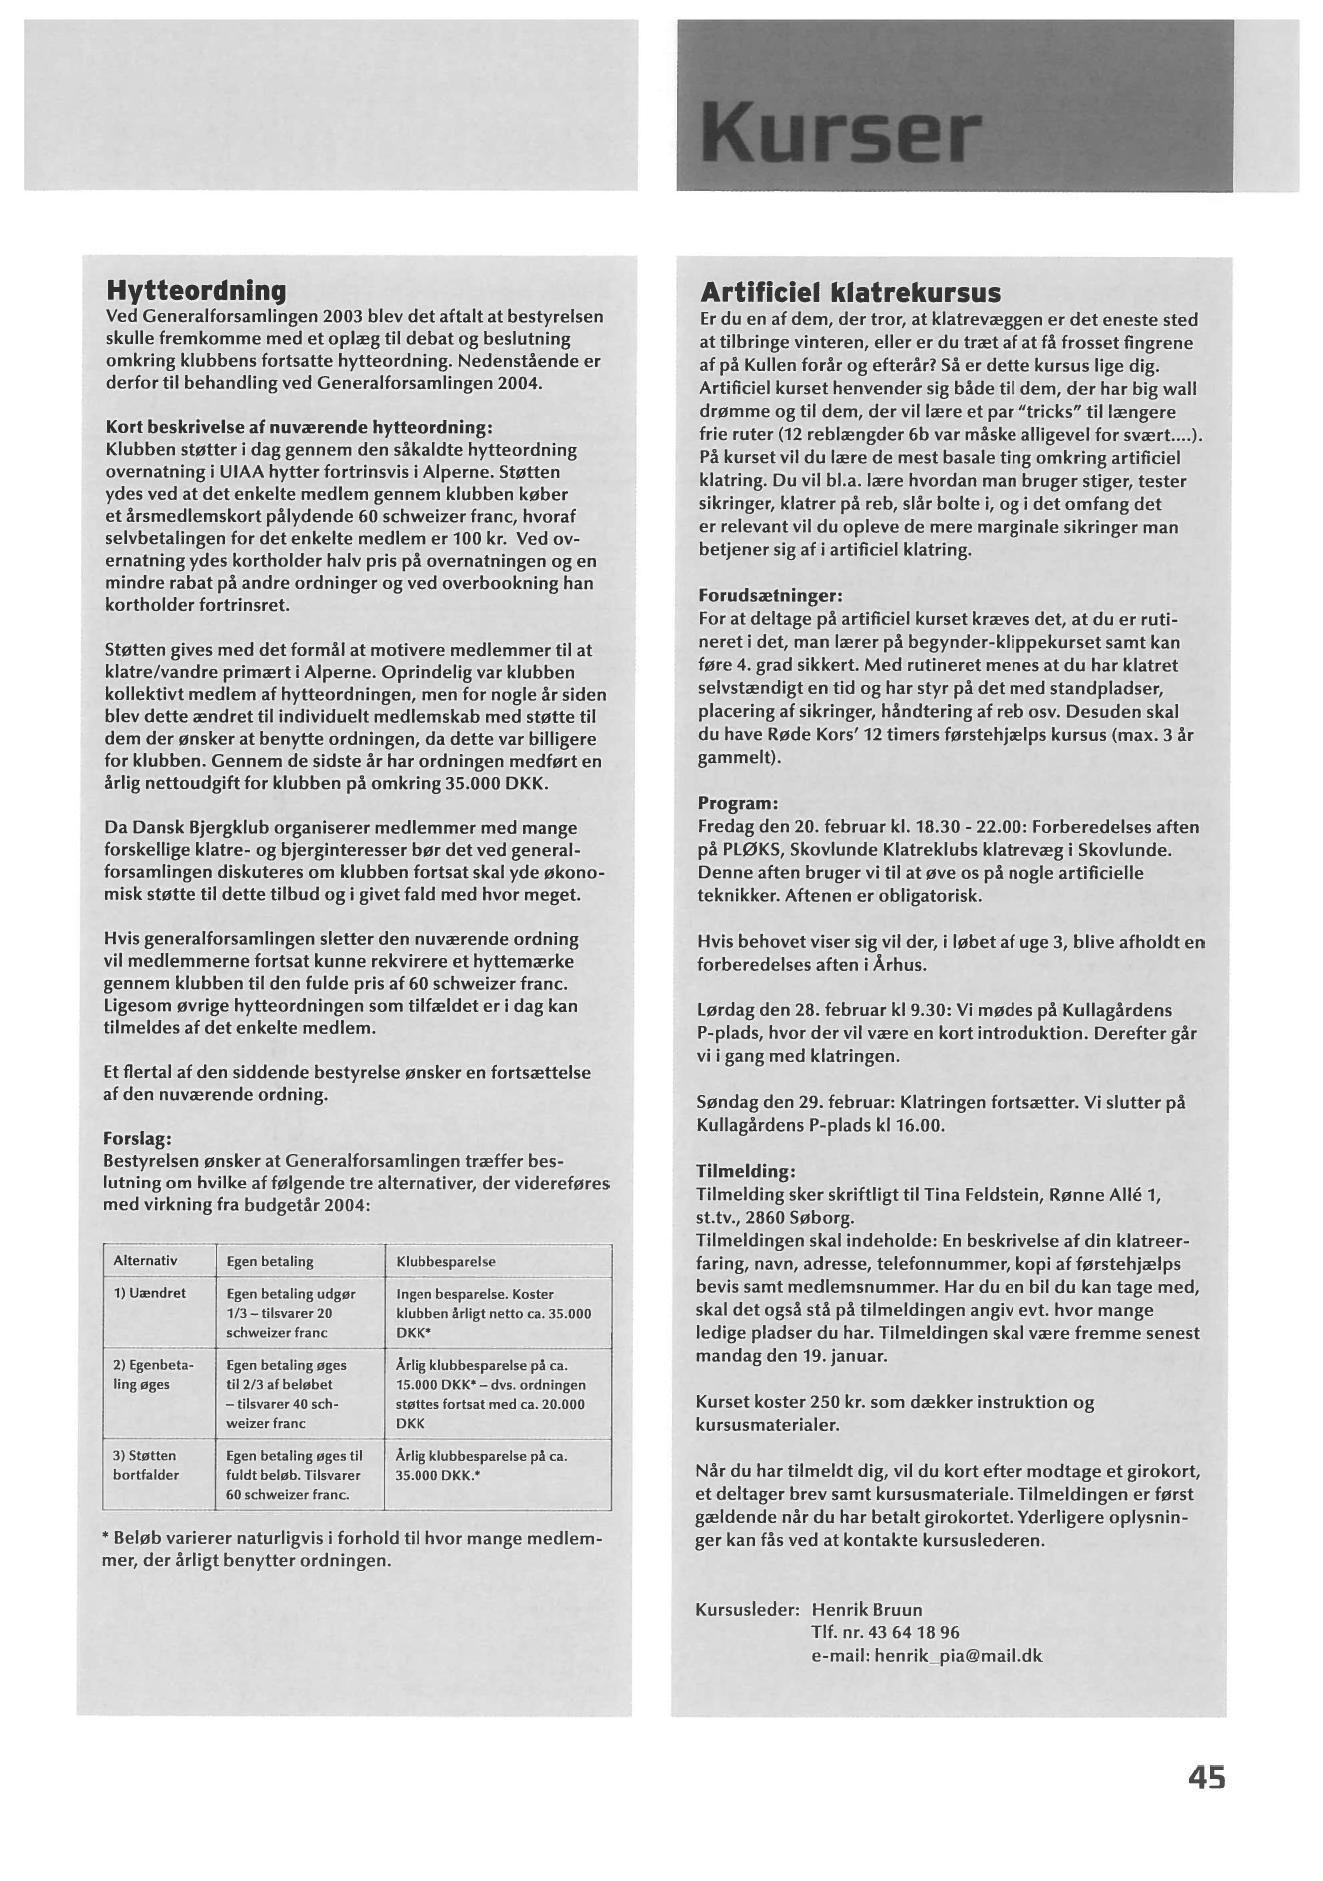 Kurser
Hytteordning
Ved Generalforsamlingen 2003 blev det aftalt at bestyrelsen
skulle fremkomme med et oplæg til debat og beslutning
omkring klubbens fortsatte hytteordning. Nedenstående er
derfor til behandling ved Generalforsamlingen 2004.
Kort beskrivelse af nuværende hytteordning:
Klubben støtter i dag gennem den såkaldte hytteordning
overnatning i UIAA hytter fortrinsvis i Alperne. Støtten
ydes ved at det enkelte medlem gennem klubben køber
et årsmedlemskort pålydende 60 schweizer franc, hvoraf
selvbetalingen for det enkelte medlem er 100 kr. Ved ov-
ernatning ydes kortholder halv pris på overnatningen og en
mindre rabat på andre ordninger og ved overbookning han
kortholder fortrinsret.
Støtten gives med det formål at motivere medlemmer til at
klatre/vandre primært i Alperne. Oprindelig var klubben
kollektivt medlem af hytteordningen, men for nogle år siden
blev dette ændret til individuelt medlemskab med støtte til
dem der ønsker at benytte ordningen, da dette var billigere
for klubben. Gennem de sidste år har ordningen medført en
årlig nettoudgift for klubben på omkring 35.000 DKK.
Da Dansk Bjergklub organiserer medlemmer med mange
forskellige klatre- og bjerginteresser bør det ved general-
forsamlingen diskuteres om klubben fortsat skal yde økono-
misk støtte til dette tilbud og i givet fald med hvor meget.
Hvis generalforsamlingen sletter den nuværende ordning
vil medlemmerne fortsat kunne rekvirere et hyttemærke
gennem klubben til den fulde pris af 60 schweizer franc.
Ligesom øvrige hytteordningen som tilfældet er i dag kan
tilmeldes af det enkelte medlem.
Et flertal af den siddende bestyrelse ønsker en fortsættelse
af den nuværende ordning.
Forslag:
Bestyrelsen ønsker at Generalforsamlingen træffer bes-
lutning om hvilke af følgende tre alternativer, der videreføres
med virkning fra budgetår 2004:
Alternativ Egen betaling Klubbesparelse
1) Uændret Egen betaling udgør Ingen besparelse. Koster
1/3 – tilsvarer 20 klubben årligt netto ca. 35.000
schweizer franc DKK*
2) Egenbeta- Egen betaling øges Årlig klubbesparelse på ca.
ling øges til 2/3 af beløbet 15.000 DKK* – dvs. ordningen
– tilsvarer 40 sch- støttes fortsat med ca. 20.000
weizer franc DKK
3) Støtten Egen betaling øges til Årlig klubbesparelse på ca.
bortfalder fuldt beløb. Tilsvarer 35.000 DKK.*
60 schweizer franc.
* Beløb varierer naturligvis i forhold til hvor mange medlem-
mer, der årligt benytter ordningen.
Artificiel klatrekursus
Er du en af dem, der tror, at klatrevæggen er det eneste sted
at tilbringe vinteren, eller er du træt af at få frosset fingrene
af på Kullen forår og efterår? Så er dette kursus lige dig.
Artificiel kurset henvender sig både til dem, der har big wall
drømme og til dem, der vil lære et par "tricks" til længere
frie ruter (12 reblængder 6b var måske alligevel for svært....).
På kurset vil du lære de mest basale ting omkring artificiel
klatring. Du vil bl.a. lære hvordan man bruger stiger, tester
sikringer, klatrer på reb, slår bolte i, og i det omfang det
er relevant vil du opleve de mere marginale sikringer man
betjener sig af i artificiel klatring.
Forudsætninger:
For at deltage på artificiel kurset kræves det, at du er ruti-
neret i det, man lærer på begynder-klippekurset samt kan
føre 4. grad sikkert. Med rutineret menes at du har klatret
selvstændigt en tid og har styr på det med standpladser,
placering af sikringer, håndtering af reb osv. Desuden skal
du have Røde Kors' 12 timers førstehjælps kursus (max. 3 år
gammelt).
Program:
Fredag den 20. februar kl. 18.30 - 22.00: Forberedelses aften
på PLØKS, Skovlunde Klatreklubs klatrevæg i Skovlunde.
Denne aften bruger vi til at øve os på nogle artificielle
teknikker. Aftenen er obligatorisk.
Hvis behovet viser sig vil der, i løbet af uge 3, blive afholdt en
forberedelses aften i Århus.
Lørdag den 28. februar kl 9.30: Vi mødes på Kullagårdens
P-plads, hvor der vil være en kort introduktion. Derefter går
vi i gang med klatringen.
Søndag den 29. februar: Klatringen fortsætter. Vi slutter på
Kullagårdens P-plads kl 16.00.
Tilmelding:
Tilmelding sker skriftligt til Tina Feldstein, Rønne Allé 1,
st.tv., 2860 Søborg.
Tilmeldingen skal indeholde: En beskrivelse af din klatreer-
faring, navn, adresse, telefonnummer, kopi af førstehjælps
bevis samt medlemsnummer. Har du en bil du kan tage med,
skal det også stå på tilmeldingen angiv evt. hvor mange
ledige pladser du har. Tilmeldingen skal være fremme senest
mandag den 19. januar.
Kurset koster 250 kr. som dækker instruktion og
kursusmaterialer.
Når du har tilmeldt dig, vil du kort efter modtage et girokort,
et deltager brev samt kursusmateriale. Tilmeldingen er først
gældende når du har betalt girokortet. Yderligere oplysnin-
ger kan fås ved at kontakte kursuslederen.
Kursusleder: Henrik Bruun
Tlf. nr. 43 64 18 96
e-mail: henrik_pia@mail.dk
45